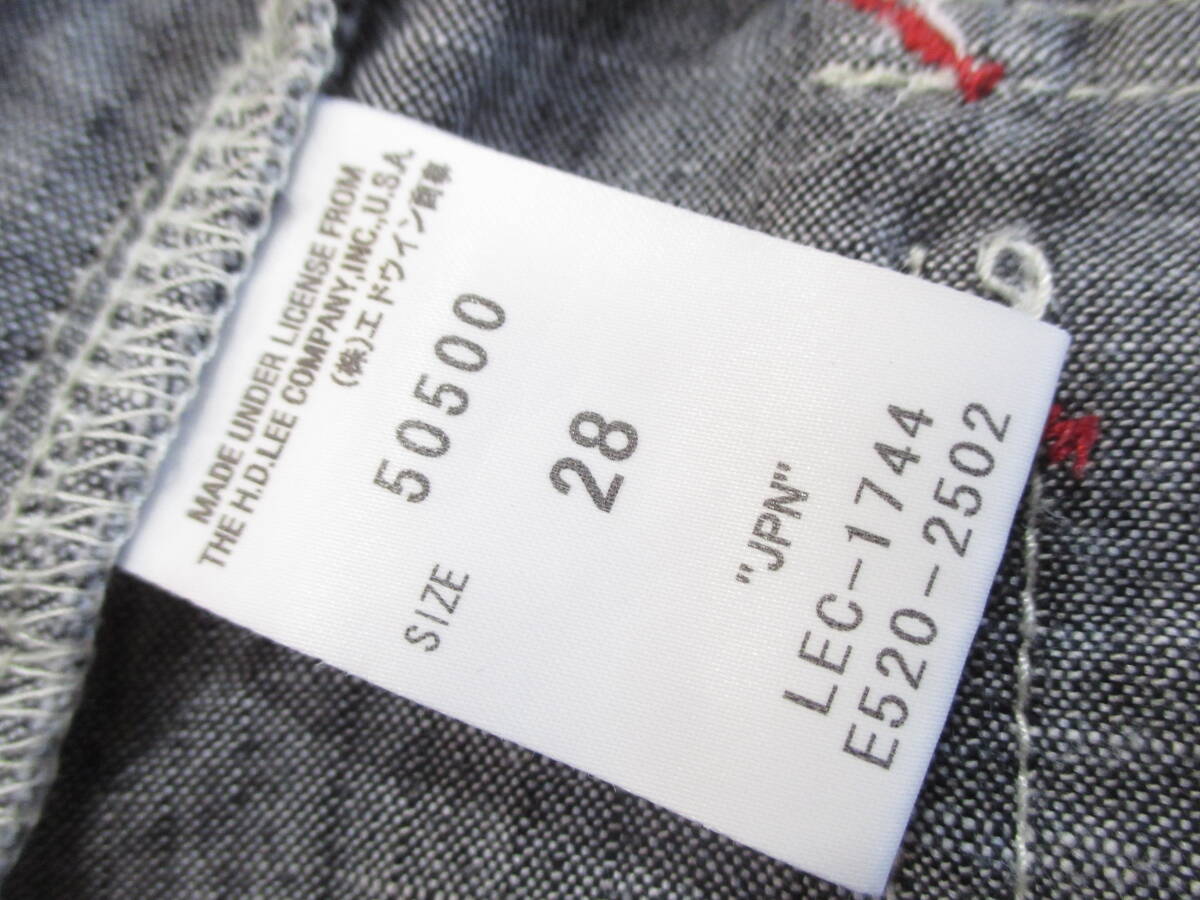 MADE UNDER LICENSE FROM
THE H.D.LEE COMPANY,INC.,U.S.A.
(株)エドウイン商事
50500
SIZE 28
"JPN"
LEC-1744
E520-2502